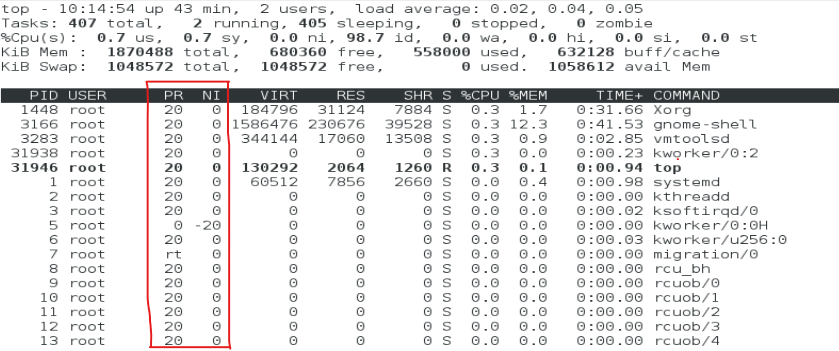 top - 10:14:54 up 43 min,  2 users,  load average: 0.02, 0.04, 0.05
Tasks: 407 total,   2 running, 405 sleeping,   0 stopped,   0 zombie
%Cpu(s):  0.7 us,  0.7 sy,  0.0 ni, 98.7 id,  0.0 wa,  0.0 hi,  0.0 si,  0.0 st
KiB Mem :  1870488 total,   680360 free,   558000 used,   632128 buff/cache
KiB Swap:  1048572 total,  1048572 free,        0 used.  1058612 avail Mem
PID USER      PR  NI    VIRT    RES    SHR S %CPU %MEM     TIME+ COMMAND
1448 root      20   0  184796  31124   7884 S  0.3  1.7   0:31.66 Xorg
3166 root      20   0 1586476 230676  39528 S  0.3 12.3   0:41.53 gnome-shell
3283 root      20   0  344144  17060  13508 S  0.3  0.9   0:02.85 vmtoolsd
31938 root      20   0       0      0      0 S  0.3  0.0   0:00.23 kworker/0:2
31946 root      20   0  130292   2064   1260 R  0.3  0.1   0:00.94 top
1 root      20   0   60512   7856   2660 S  0.0  0.4   0:00.98 systemd
2 root      20   0       0      0      0 S  0.0  0.0   0:00.00 kthreadd
3 root      20   0       0      0      0 S  0.0  0.0   0:00.02 ksoftirqd/0
5 root       0 -20       0      0      0 S  0.0  0.0   0:00.00 kworker/0:0H
6 root      20   0       0      0      0 S  0.0  0.0   0:00.03 kworker/u256:0
7 root      rt   0       0      0      0 S  0.0  0.0   0:00.00 migration/0
8 root      20   0       0      0      0 S  0.0  0.0   0:00.00 rcu_bh
9 root      20   0       0      0      0 S  0.0  0.0   0:00.00 rcuob/0
10 root      20   0       0      0      0 S  0.0  0.0   0:00.00 rcuob/1
11 root      20   0       0      0      0 S  0.0  0.0   0:00.00 rcuob/2
12 root      20   0       0      0      0 S  0.0  0.0   0:00.00 rcuob/3
13 root      20   0       0      0      0 S  0.0  0.0   0:00.00 rcuob/4